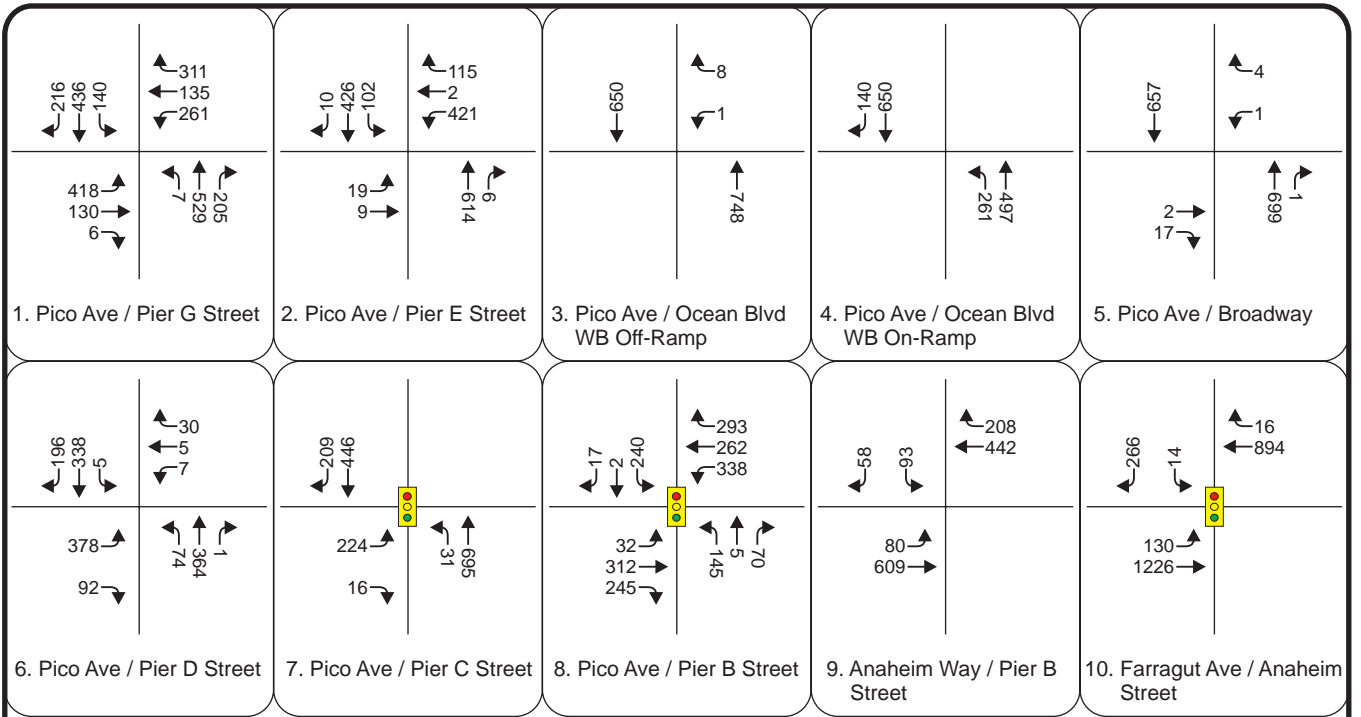 216 436 140
311
135
261
418
130
6
7 529 205
1. Pico Ave / Pier G Street
10 426 102
115
2
421
19
9
614 6
2. Pico Ave / Pier E Street
650
8
1
748
3. Pico Ave / Ocean Blvd
WB Off-Ramp
140 650
261 497
4. Pico Ave / Ocean Blvd
WB On-Ramp
657
4
1
2
17
699 1
5. Pico Ave / Broadway
196 338 5
30
5
7
378
92
74 364 1
6. Pico Ave / Pier D Street
209 446
224
16
31 695
7. Pico Ave / Pier C Street
17 2 240
293
262
338
32
312
245
145 5 70
8. Pico Ave / Pier B Street
58 93
208
442
80
609
9. Anaheim Way / Pier B
Street
266 14
16
894
130
1226
10. Farragut Ave / Anaheim
Street